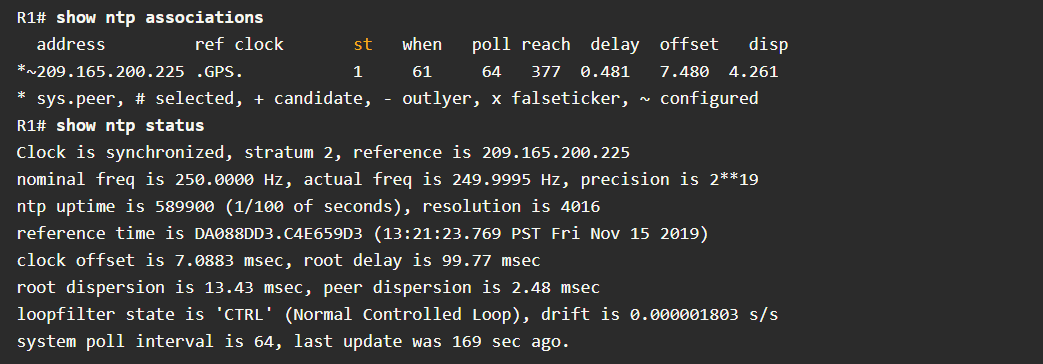 R1# show ntp associations
  address         ref clock       st   when   poll reach  delay  offset   disp
*~209.165.200.225 .GPS.           1     61     64   377  0.481   7.480  4.261
* sys.peer, # selected, + candidate, - outlyer, x falseticker, ~ configured
R1# show ntp status
Clock is synchronized, stratum 2, reference is 209.165.200.225
nominal freq is 250.0000 Hz, actual freq is 249.9995 Hz, precision is 2**19
ntp uptime is 589900 (1/100 of seconds), resolution is 4016
reference time is DA088DD3.C4E659D3 (13:21:23.769 PST Fri Nov 15 2019)
clock offset is 7.0883 msec, root delay is 99.77 msec
root dispersion is 13.43 msec, peer dispersion is 2.48 msec
loopfilter state is 'CTRL' (Normal Controlled Loop), drift is 0.000001803 s/s
system poll interval is 64, last update was 169 sec ago.